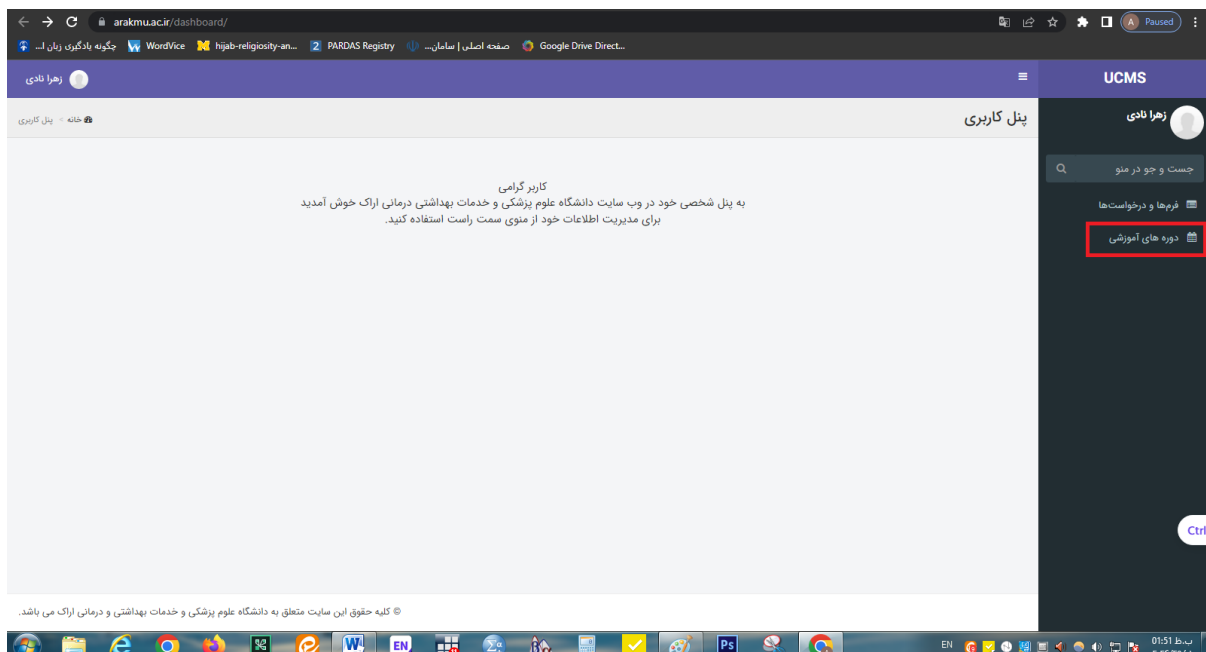 arakmu.ac.ir/dashboard/
Paused
چگونه یادگیری زبان ا...
WordVice
hijab-religiosity-an...
PARDAS Registry
صفحه اصلی | سامان...
Google Drive Direct...
UCMS
زهرا نادی
زهرا نادی
پنل کاربری
خانه > پنل کاربری
جست و جو در منو
فرم‌ها و درخواست‌ها
دوره های آموزشی
کاربر گرامی
به پنل شخصی خود در وب سایت دانشگاه علوم پزشکی و خدمات بهداشتی درمانی اراک خوش آمدید
برای مدیریت اطلاعات خود از منوی سمت راست استفاده کنید.
Ctrl
© کلیه حقوق این سایت متعلق به دانشگاه علوم پزشکی و خدمات بهداشتی و درمانی اراک می باشد.
EN
Ps
EN
01:51 ب.ظ